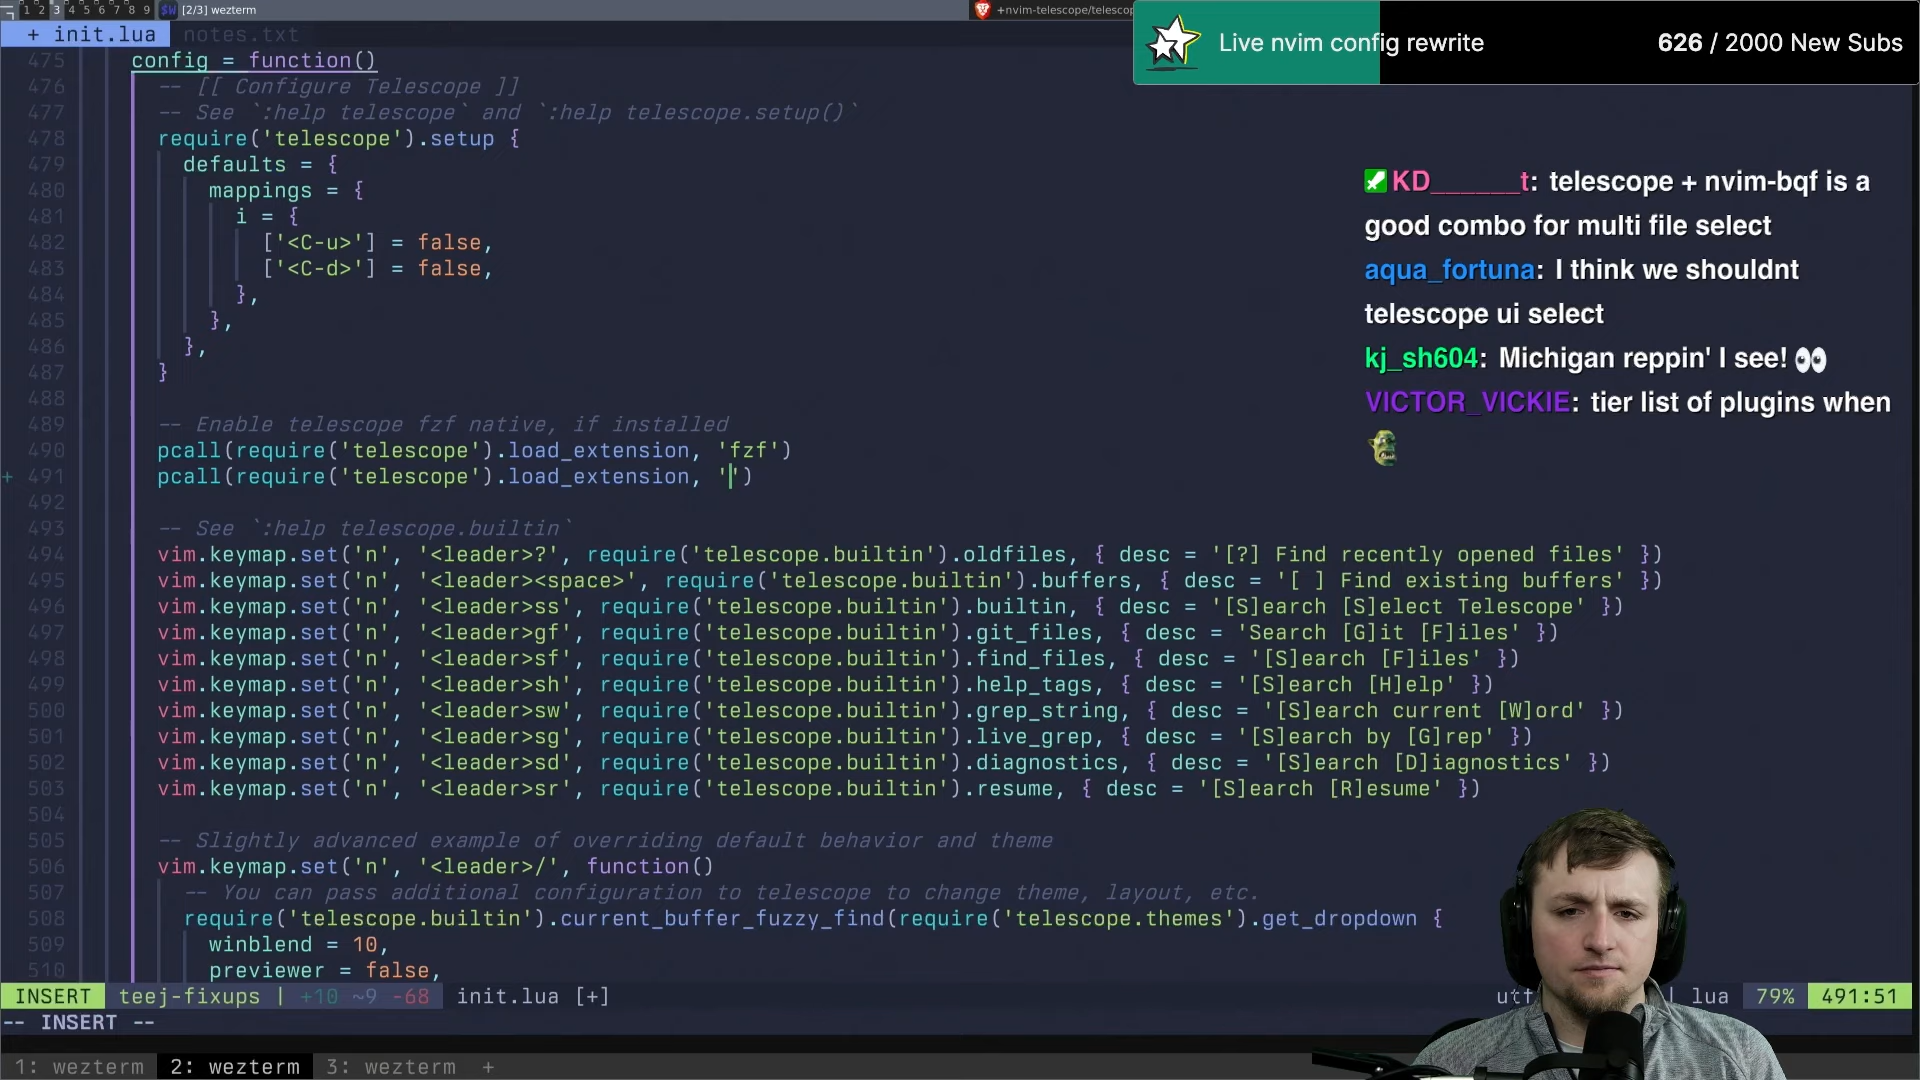 1 2 3 4 5 6 7 8 9 [2/3] wezterm
+nvim-telescope/telescop
+ init.lua notes.txt
Live nvim config rewrite 626 / 2000 New Subs
475 config = function()
476 -- [[ Configure Telescope ]]
477 -- See `:help telescope` and `:help telescope.setup()`
478 require('telescope').setup {
479 defaults = {
480 mappings = {
481 i = {
482 ['<C-u>'] = false,
483 ['<C-d>'] = false,
484 },
485 },
486 },
487 }
488
489 -- Enable telescope fzf native, if installed
490 pcall(require('telescope').load_extension, 'fzf')
+ 491 pcall(require('telescope').load_extension, '')
492
493 -- See `:help telescope.builtin`
494 vim.keymap.set('n', '<leader>?', require('telescope.builtin').oldfiles, { desc = '[?] Find recently opened files' })
495 vim.keymap.set('n', '<leader><space>', require('telescope.builtin').buffers, { desc = '[ ] Find existing buffers' })
496 vim.keymap.set('n', '<leader>ss', require('telescope.builtin').builtin, { desc = '[S]earch [S]elect Telescope' })
497 vim.keymap.set('n', '<leader>gf', require('telescope.builtin').git_files, { desc = 'Search [G]it [F]iles' })
498 vim.keymap.set('n', '<leader>sf', require('telescope.builtin').find_files, { desc = '[S]earch [F]iles' })
499 vim.keymap.set('n', '<leader>sh', require('telescope.builtin').help_tags, { desc = '[S]earch [H]elp' })
500 vim.keymap.set('n', '<leader>sw', require('telescope.builtin').grep_string, { desc = '[S]earch current [W]ord' })
501 vim.keymap.set('n', '<leader>sg', require('telescope.builtin').live_grep, { desc = '[S]earch by [G]rep' })
502 vim.keymap.set('n', '<leader>sd', require('telescope.builtin').diagnostics, { desc = '[S]earch [D]iagnostics' })
503 vim.keymap.set('n', '<leader>sr', require('telescope.builtin').resume, { desc = '[S]earch [R]esume' })
504
505 -- Slightly advanced example of overriding default behavior and theme
506 vim.keymap.set('n', '<leader>/', function()
507 -- You can pass additional configuration to telescope to change theme, layout, etc.
508 require('telescope.builtin').current_buffer_fuzzy_find(require('telescope.themes').get_dropdown {
509 winblend = 10,
510 previewer = false,
KD______t: telescope + nvim-bqf is a
good combo for multi file select
aqua_fortuna: I think we shouldnt
telescope ui select
kj_sh604: Michigan reppin' I see! 👀
VICTOR_VICKIE: tier list of plugins when
INSERT teej-fixups | +10 ~9 -68 init.lua [+] | lua 79% 491:51
-- INSERT --
1: wezterm 2: wezterm 3: wezterm +